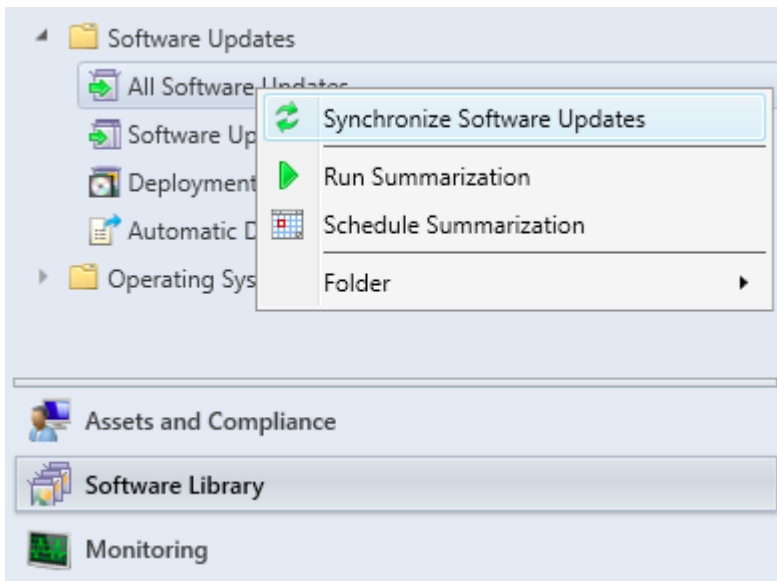 Software Updates
All Software Updates
Synchronize Software Updates
Software Up
Run Summarization
Deployment
Schedule Summarization
Automatic D
Operating Sys
Folder
Assets and Compliance
Software Library
Monitoring